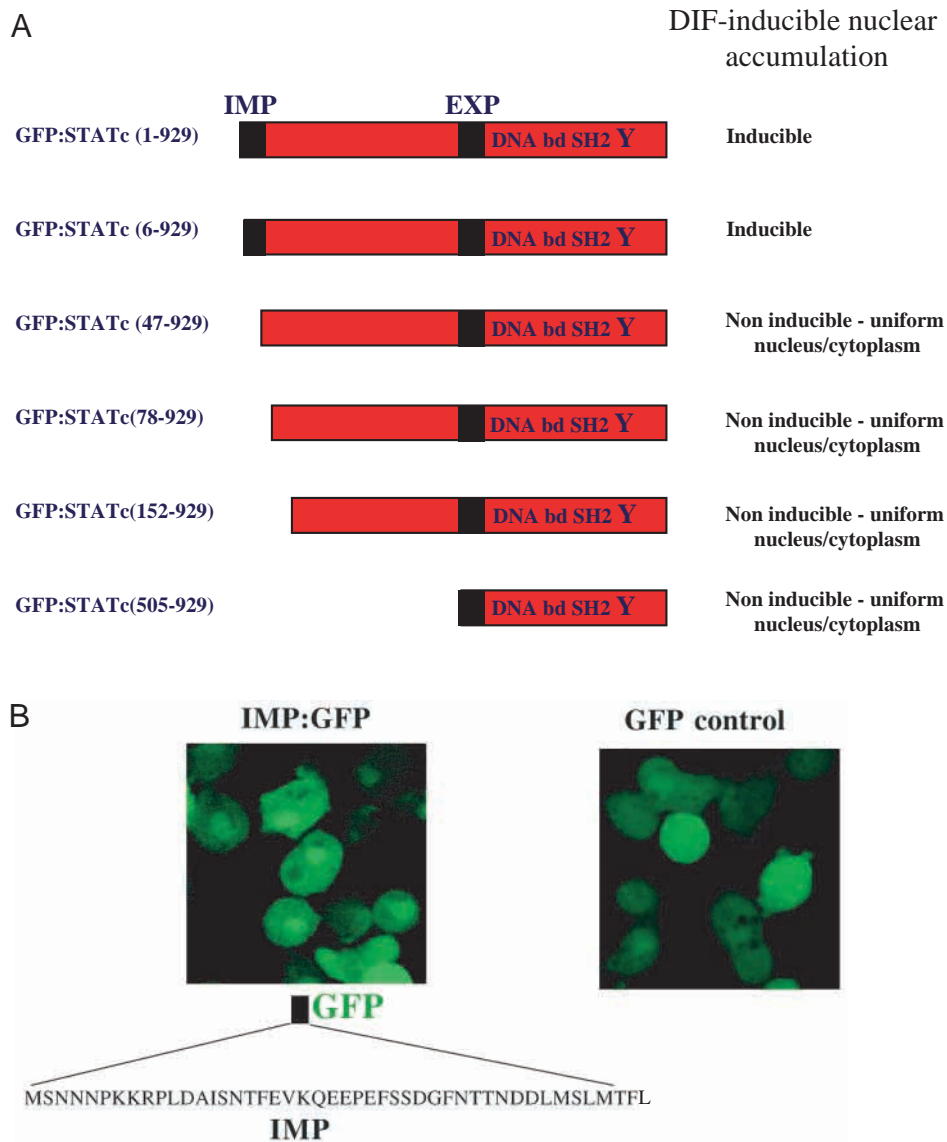 A
DIF-inducible nuclear
accumulation
IMP EXP
GFP:STATc (1-929) DNA bd SH2 Y Inducible
GFP:STATc (6-929) DNA bd SH2 Y Inducible
GFP:STATc (47-929) DNA bd SH2 Y Non inducible - uniform
nucleus/cytoplasm
GFP:STATc(78-929) DNA bd SH2 Y Non inducible - uniform
nucleus/cytoplasm
GFP:STATc(152-929) DNA bd SH2 Y Non inducible - uniform
nucleus/cytoplasm
GFP:STATc(505-929) DNA bd SH2 Y Non inducible - uniform
nucleus/cytoplasm
B
IMP:GFP GFP control
GFP
MSNNNPKKRPLDAISNTFEVKQEEPEFSSDGFNTTNDDLMSLMTFL
IMP